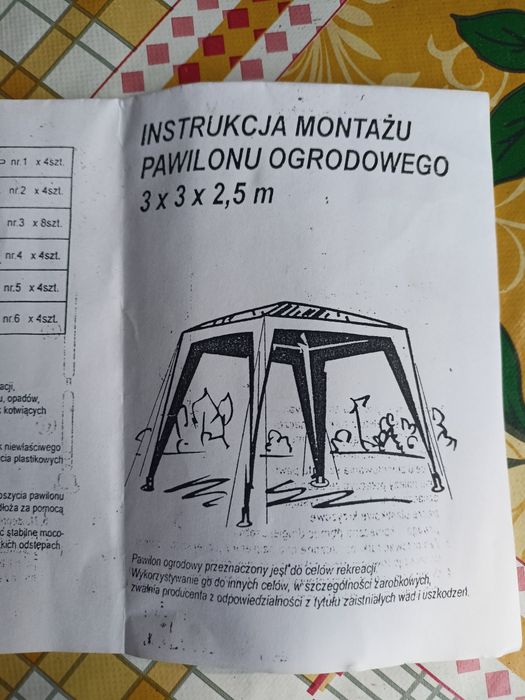 nr.1 x 4szt.
nr.2 x 4szt.
nr.3 x 8szt.
nr.4 x 4szt.
nr.5 x 4szt.
nr.6 x 4szt.
acji,
u, opadów,
kotwiących
k niewłaściwego
cia plastikowych
oszycia pawilonu
dłoża za pomocą
ć stabilnę moco-
kich odstępach
INSTRUKCJA MONTAŻU
PAWILONU OGRODOWEGO
3 x 3 x 2,5 m
Pawilon ogrodowy przeznaczony jest do celów rekreacji.
Wykorzystywanie go do innych celów, w szczególności zarobkowych,
zwalnia producenta z odpowiedzialności z tytułu zaistniałych wad i uszkodzeń.